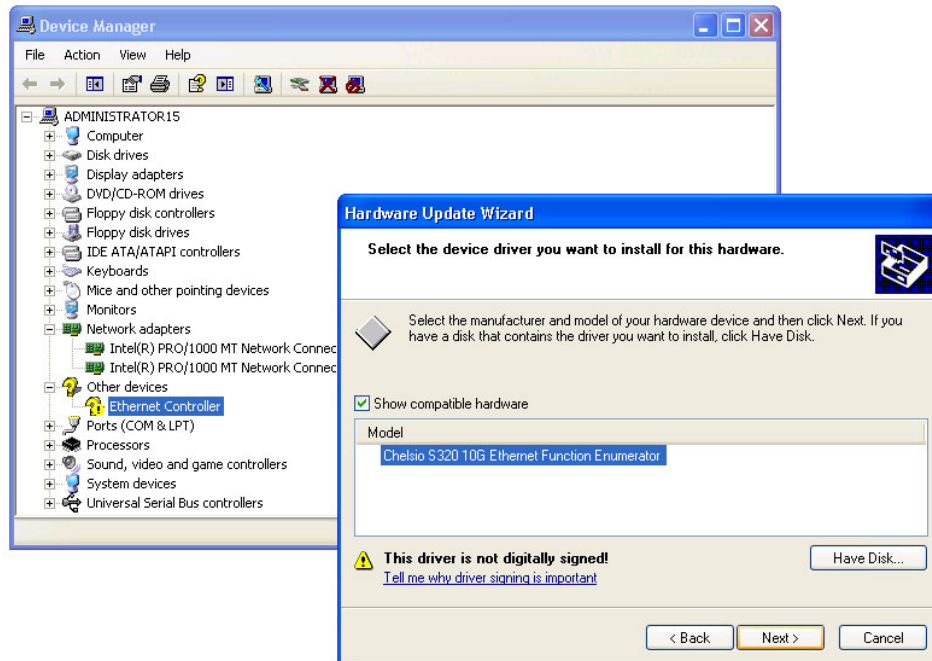 Device Manager
File Action View Help
ADMINISTRATOR15
Computer
Disk drives
Display adapters
DVD/CD-ROM drives
Floppy disk controllers
Floppy disk drives
IDE ATA/ATAPI controllers
Keyboards
Mice and other pointing devices
Monitors
Network adapters
Intel(R) PRO/1000 MT Network Connec
Intel(R) PRO/1000 MT Network Connec
Other devices
Ethernet Controller
Ports (COM & LPT)
Processors
Sound, video and game controllers
System devices
Universal Serial Bus controllers
Hardware Update Wizard
Select the device driver you want to install for this hardware.
Select the manufacturer and model of your hardware device and then click Next. If you
have a disk that contains the driver you want to install, click Have Disk.
Show compatible hardware
Model
Chelsio S320 10G Ethernet Function Enumerator
This driver is not digitally signed!
Tell me why driver signing is important
Have Disk...
< Back Next > Cancel